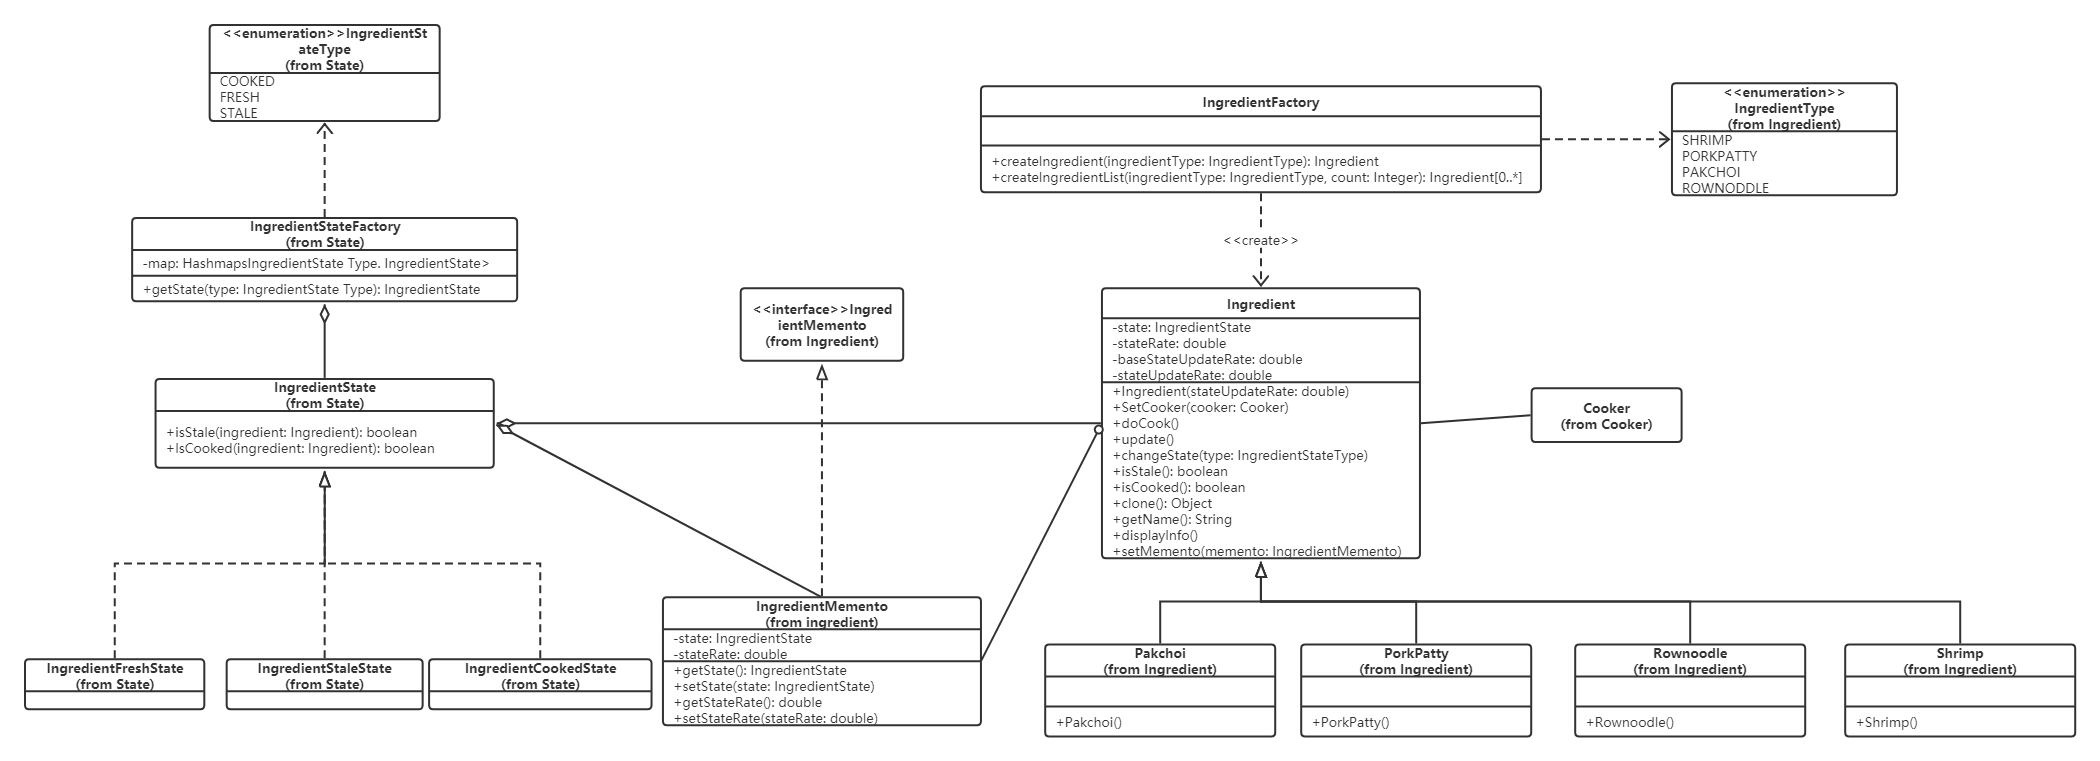 <<enumeration>>IngredientSt
ateType
(from State)
COOKED
FRESH
STALE
IngredientFactory
+createIngredient(ingredientType: IngredientType): Ingredient
+createIngredientList(ingredientType: IngredientType, count: Integer): Ingredient[0..*]
<<enumeration>>
IngredientType
(from Ingredient)
SHRIMP
PORKPATTY
PAKCHOI
ROWNODDLE
IngredientStateFactory
(from State)
-map: HashmapsIngredientState Type. IngredientState>
+getState(type: IngredientState Type): IngredientState
<<create>>
<<interface>>Ingred
ientMemento
(from Ingredient)
Ingredient
-state: IngredientState
-stateRate: double
-baseStateUpdateRate: double
-stateUpdateRate: double
+Ingredient(stateUpdateRate: double)
+SetCooker(cooker: Cooker)
+doCook()
+update()
+changeState(type: IngredientStateType)
+isStale(): boolean
+isCooked(): boolean
+clone(): Object
+getName(): String
+displayInfo()
+setMemento(memento: IngredientMemento)
Cooker
(from Cooker)
IngredientState
(from State)
+isStale(ingredient: Ingredient): boolean
+IsCooked(ingredient: Ingredient): boolean
IngredientFreshState
(from State)
IngredientStaleState
(from State)
IngredientCookedState
(from State)
IngredientMemento
(from ingredient)
-state: IngredientState
-stateRate: double
+getState(): IngredientState
+setState(state: IngredientState)
+getStateRate(): double
+setStateRate(stateRate: double)
Pakchoi
(from Ingredient)
+Pakchoi()
PorkPatty
(from Ingredient)
+PorkPatty()
Rownoodle
(from Ingredient)
+Rownoodle()
Shrimp
(from Ingredient)
+Shrimp()